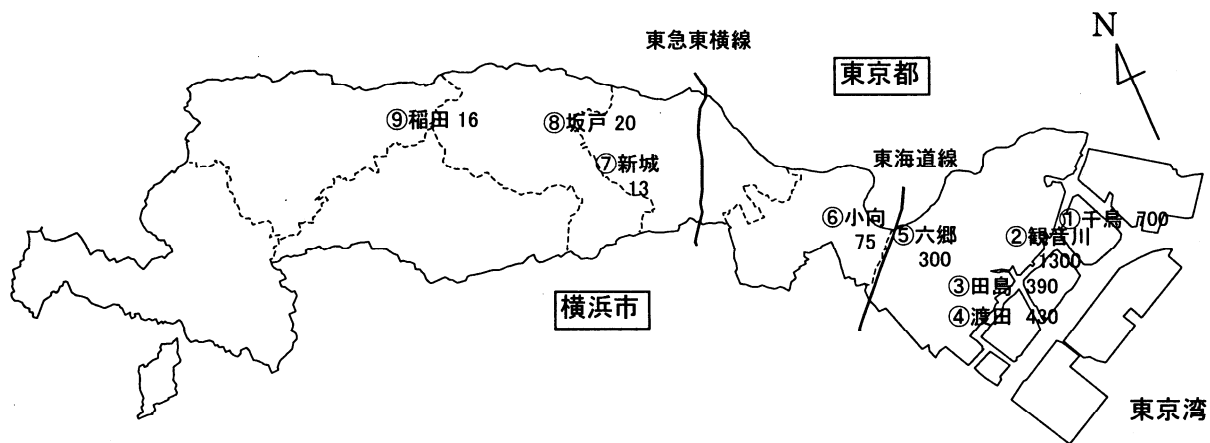 N
東急東横線
東京都
⑨稲田 16
⑧坂戸 20
⑦新城
13
東海道線
⑥小向
75
⑤六郷
300
①千鳥 700
②観音川
1300
③田島 390
④渡田 430
横浜市
東京湾